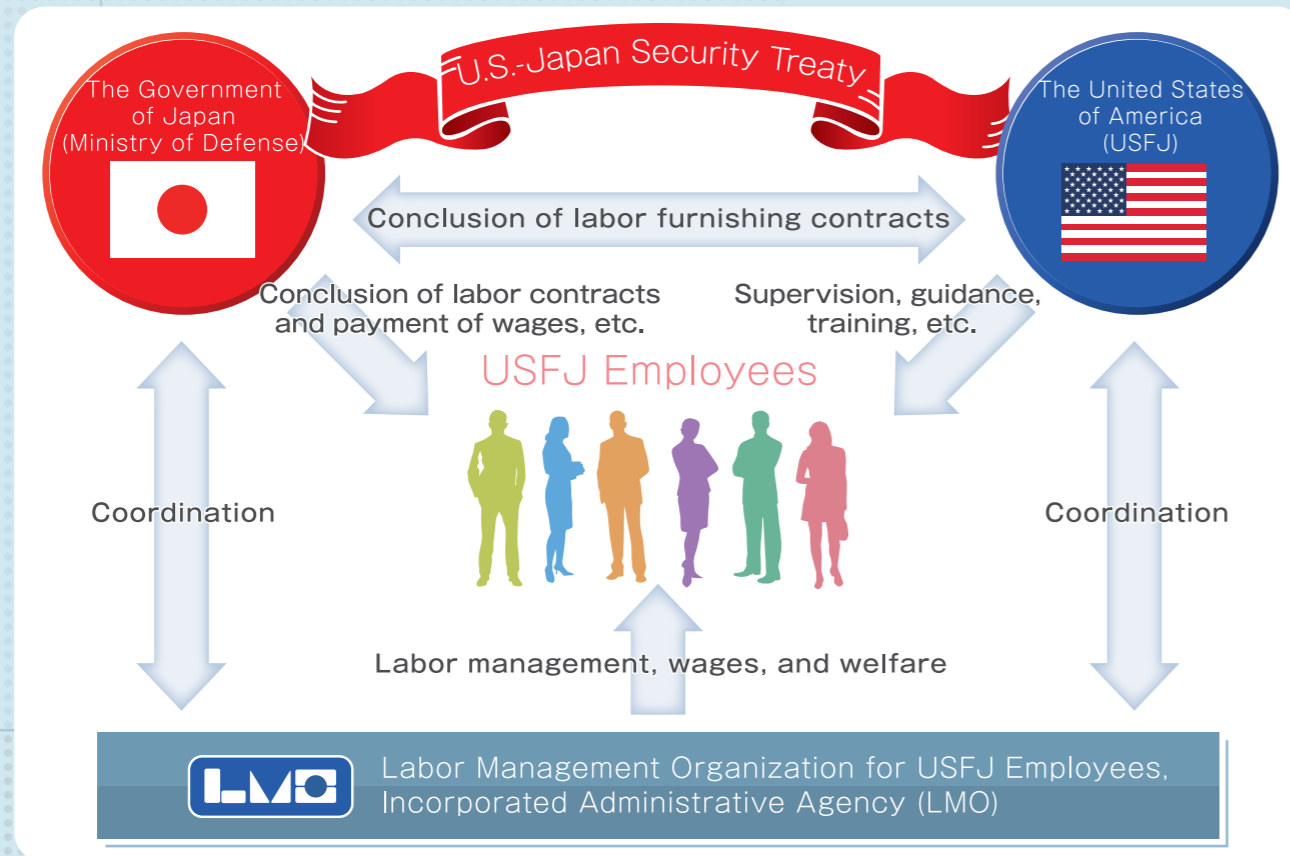 U.S.-Japan Security Treaty
The Government
of Japan
(Ministry of Defense)
The United States
of America
(USFJ)
Conclusion of labor furnishing contracts
Conclusion of labor contracts
and payment of wages, etc.
Supervision, guidance,
training, etc.
USFJ Employees
Coordination
Coordination
Labor management, wages, and welfare
LMO
Labor Management Organization for USFJ Employees,
Incorporated Administrative Agency (LMO)